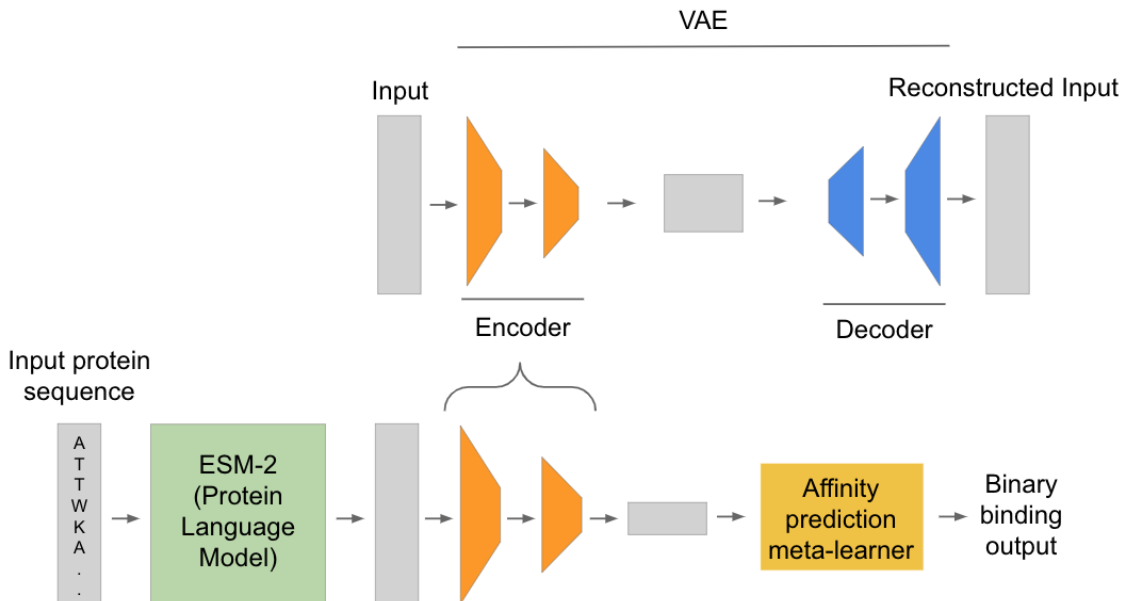 VAE
Input
Reconstructed Input
Encoder
Decoder
Input protein
sequence
A
T
T
W
K
A
.
.
ESM-2
(Protein
Language
Model)
Affinity
prediction
meta-learner
Binary
binding
output